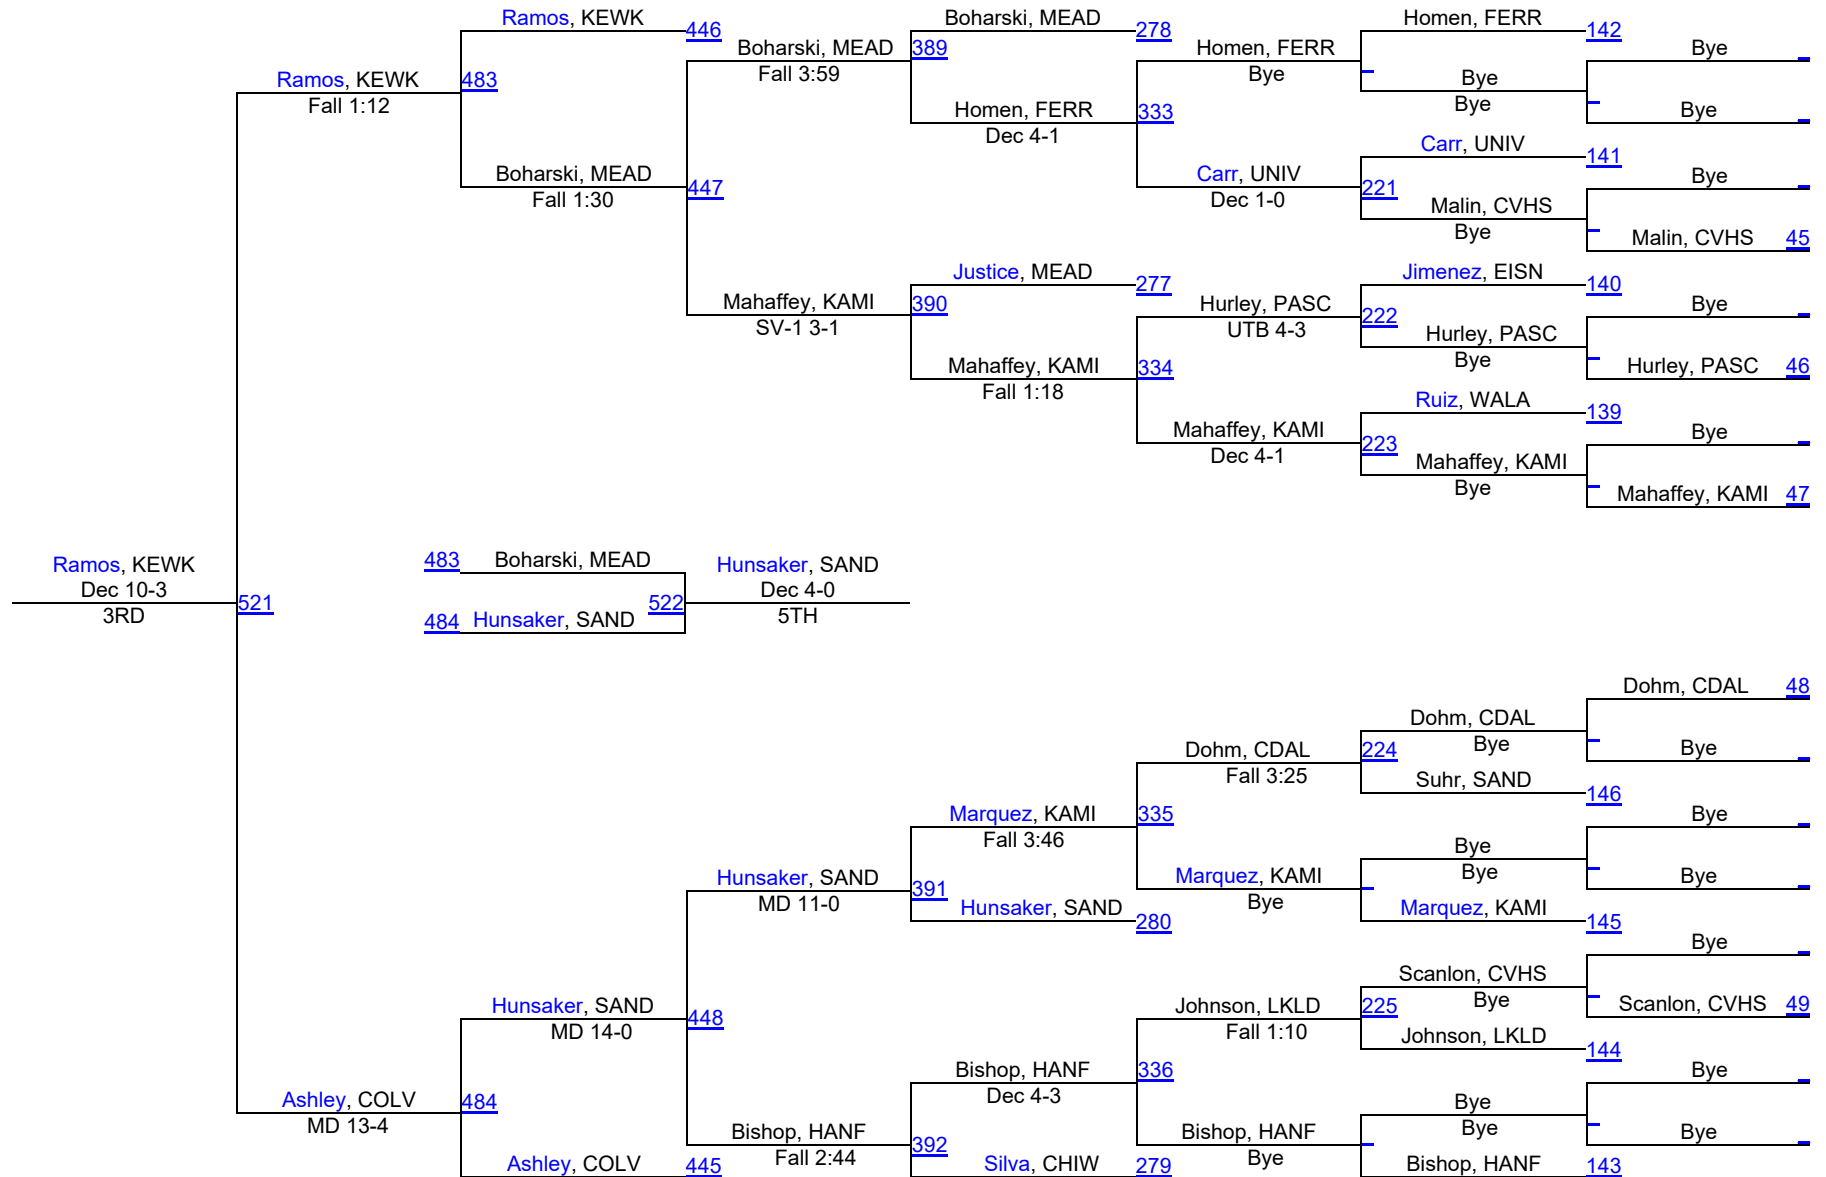 Ramos, KEWK
446
Boharski, MEAD
278
Homen, FERR
142
Boharski, MEAD
389
Fall 3:59
Homen, FERR
Bye
Bye
Ramos, KEWK
483
Fall 1:12
Bye
Bye
Bye
Homen, FERR
333
Dec 4-1
Carr, UNIV
141
Boharski, MEAD
447
Fall 1:30
Carr, UNIV
221
Dec 1-0
Bye
Malin, CVHS
Bye
Malin, CVHS 45
Justice, MEAD
277
Jimenez, EISN
140
Mahaffey, KAMI
390
SV-1 3-1
Hurley, PASC
222
UTB 4-3
Bye
Hurley, PASC
Bye
Mahaffey, KAMI
334
Fall 1:18
Hurley, PASC 46
Ruiz, WALA
139
Mahaffey, KAMI
223
Dec 4-1
Bye
Mahaffey, KAMI
Bye
Mahaffey, KAMI 47
Ramos, KEWK
Dec 10-3
3RD
521
483 Boharski, MEAD
484 Hunsaker, SAND
522
Hunsaker, SAND
Dec 4-0
5TH
Dohm, CDAL 48
Dohm, CDAL
Bye
Dohm, CDAL
224
Fall 3:25
Bye
Suhr, SAND
146
Marquez, KAMI
335
Fall 3:46
Bye
Bye
Bye
Hunsaker, SAND
391
MD 11-0
Marquez, KAMI
Bye
Bye
Hunsaker, SAND
280
Marquez, KAMI
145
Bye
Scanlon, CVHS
Bye
Hunsaker, SAND
448
MD 14-0
Johnson, LKLD
225
Fall 1:10
Scanlon, CVHS 49
Johnson, LKLD
144
Bishop, HANF
336
Dec 4-3
Bye
Ashley, COLV
484
MD 13-4
Bye
Bye
Bishop, HANF
392
Fall 2:44
Bishop, HANF
Bye
Bye
Ashley, COLV
445
Silva, CHIW
279
Bishop, HANF
143